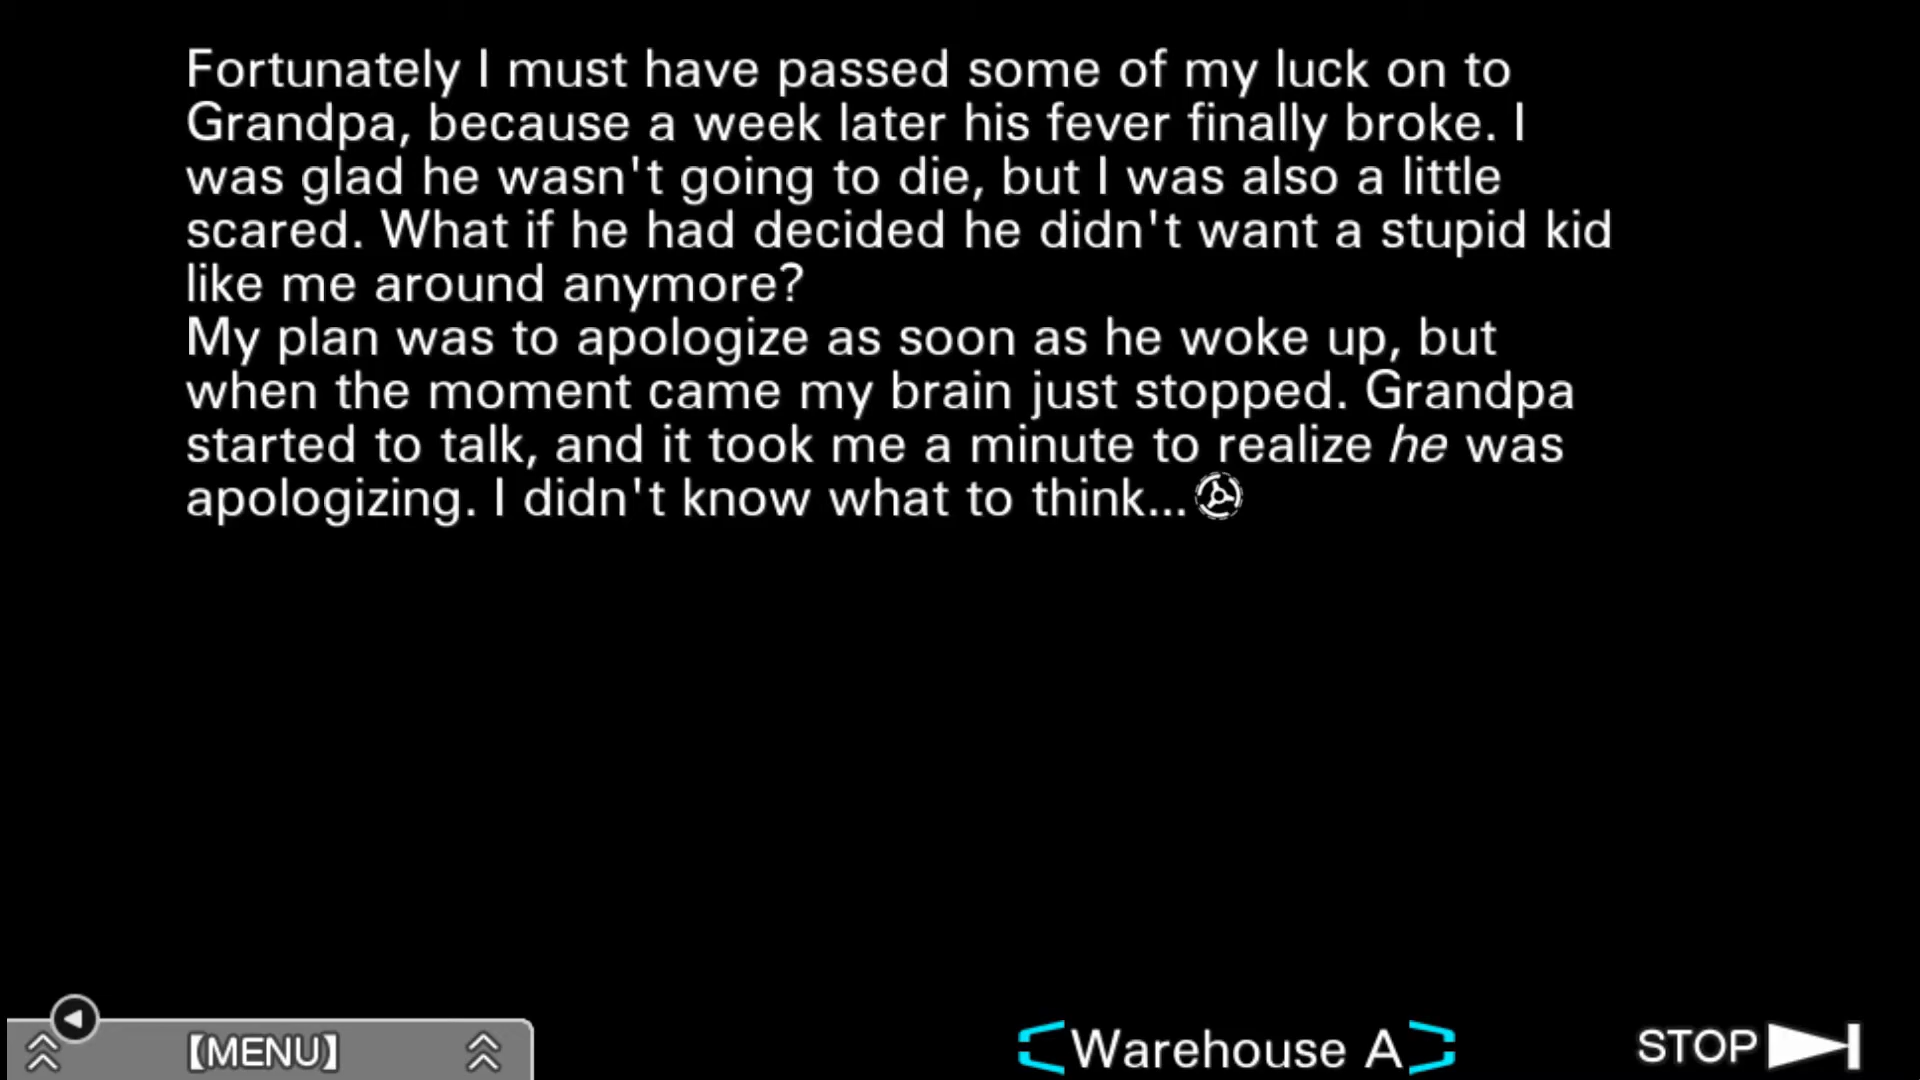 Fortunately I must have passed some of my luck on to
Grandpa, because a week later his fever finally broke. I
was glad he wasn't going to die, but I was also a little
scared. What if he had decided he didn't want a stupid kid
like me around anymore?
My plan was to apologize as soon as he woke up, but
when the moment came my brain just stopped. Grandpa
started to talk, and it took me a minute to realize he was
apologizing. I didn't know what to think...
【MENU】
Warehouse A
STOP